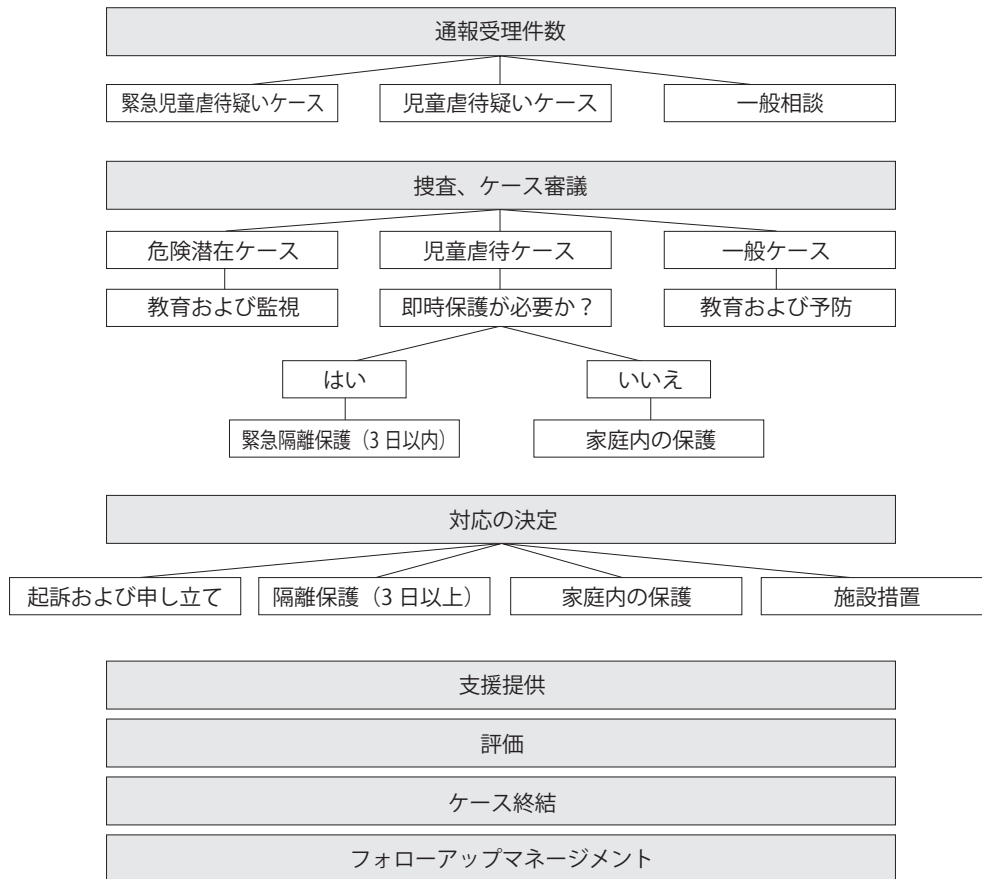 通報受理件数
緊急児童虐待疑いケース
児童虐待疑いケース
一般相談
捜査、ケース審議
危険潜在ケース
児童虐待ケース
一般ケース
教育および監視
即時保護が必要か？
教育および予防
はい
いいえ
緊急隔離保護（3 日以内）
家庭内の保護
対応の決定
起訴および申し立て
隔離保護（3 日以上）
家庭内の保護
施設措置
支援提供
評価
ケース終結
フォローアップマネージメント